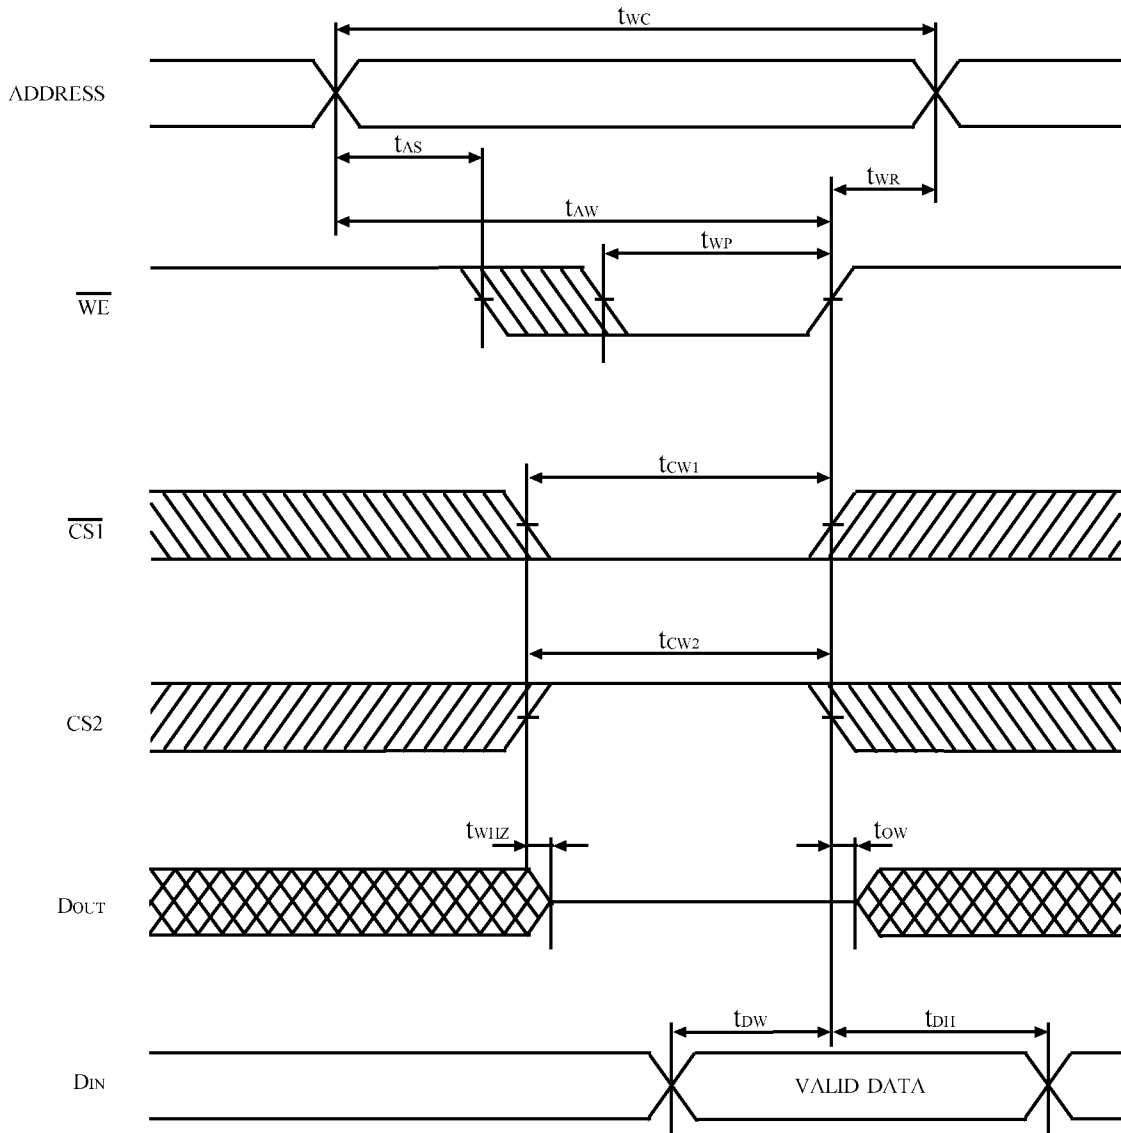 tWC
ADDRESS
tAS
tWR
tAW
tWP
WE
tCW1
CS1
tCW2
CS2
tWHZ
tOW
DOUT
tDW
tDH
DIN
VALID DATA